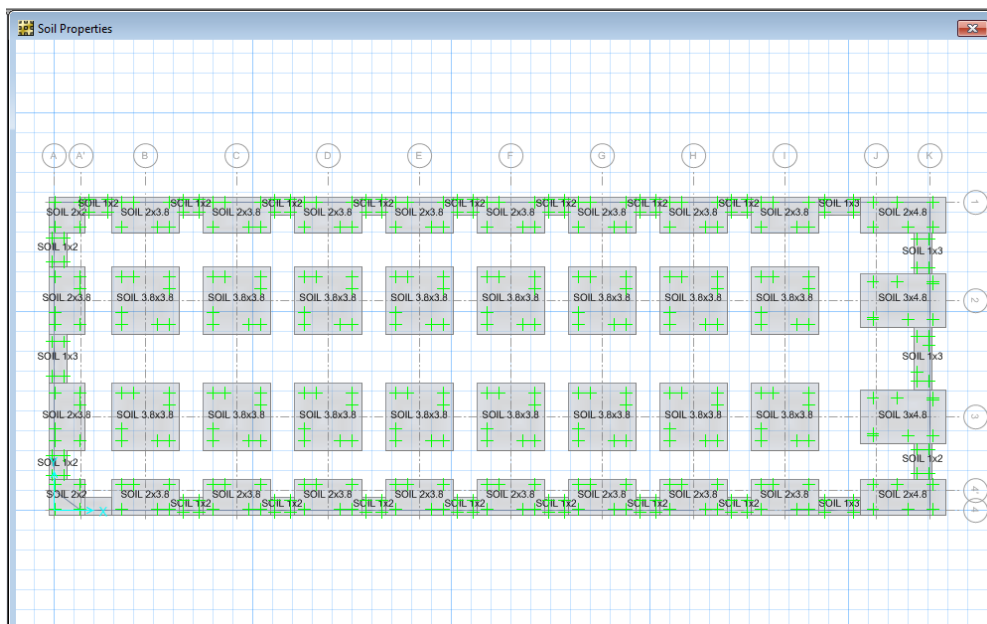 Soil Properties
A A' B C D E F G H I J K
SOIL 1x2 SOIL 1x2 SOIL 1x2 SOIL 1x2 SOIL 1x2 SOIL 1x2 SOIL 1x2 SOIL 1x2 SOIL 1x3 1
SOIL 2x2 SOIL 2x3.8 SOIL 2x3.8 SOIL 2x3.8 SOIL 2x3.8 SOIL 2x3.8 SOIL 2x3.8 SOIL 2x3.8 SOIL 2x3.8 SOIL 2x4.8
SOIL 1x2 SOIL 1x3
SOIL 2x3.8 SOIL 3.8x3.8 SOIL 3.8x3.8 SOIL 3.8x3.8 SOIL 3.8x3.8 SOIL 3.8x3.8 SOIL 3.8x3.8 SOIL 3.8x3.8 SOIL 3.8x3.8 SOIL 3x4.8 2
SOIL 1x3 SOIL 1x3
SOIL 2x3.8 SOIL 3.8x3.8 SOIL 3.8x3.8 SOIL 3.8x3.8 SOIL 3.8x3.8 SOIL 3.8x3.8 SOIL 3.8x3.8 SOIL 3.8x3.8 SOIL 3.8x3.8 SOIL 3x4.8 3
SOIL 1x2 SOIL 1x2
SOIL 2x2 SOIL 2x3.8 SOIL 2x3.8 SOIL 2x3.8 SOIL 2x3.8 SOIL 2x3.8 SOIL 2x3.8 SOIL 2x3.8 SOIL 2x3.8 SOIL 2x4.8 4'
SOIL 1x2 SOIL 1x2 SOIL 1x2 SOIL 1x2 SOIL 1x2 SOIL 1x2 SOIL 1x2 SOIL 1x3 4
X